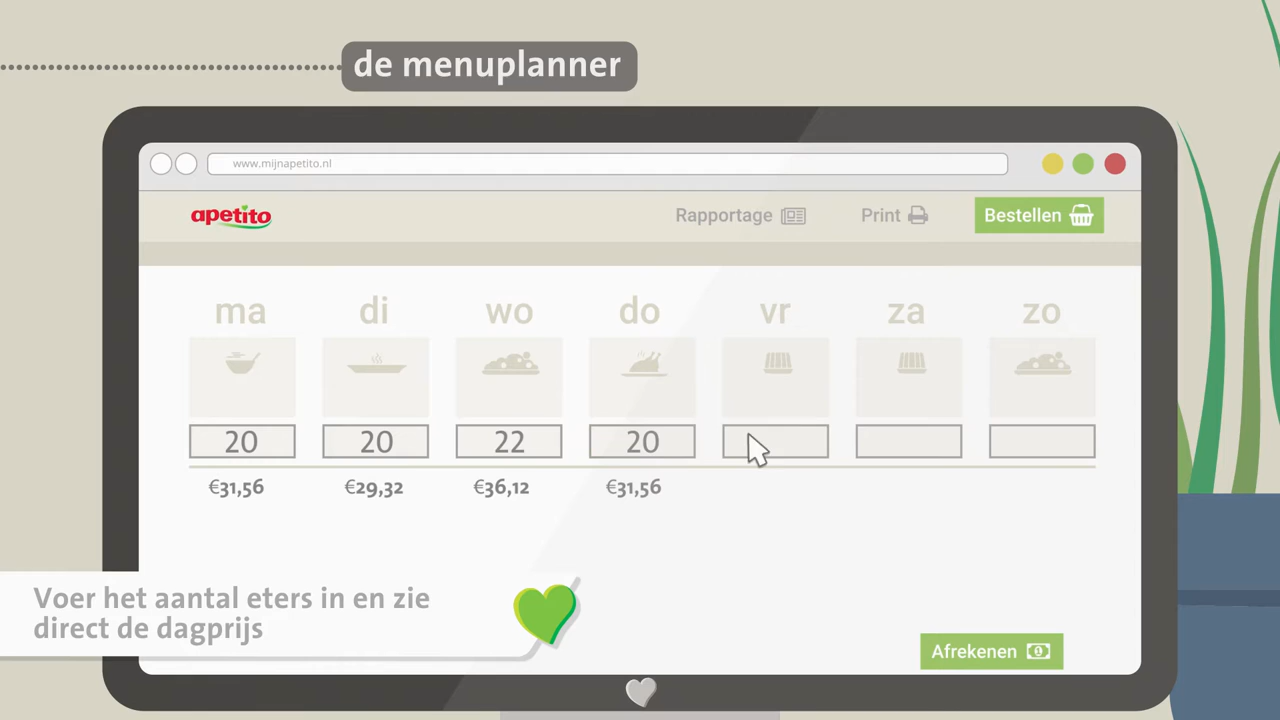 de menuplanner
www.mijnapetito.nl
apetito
Rapportage
Print
Bestellen
ma di wo do vr za zo
20 20 22 20
€31,56 €29,32 €36,12 €31,56
Voer het aantal eters in en zie
direct de dagprijs
Afrekenen